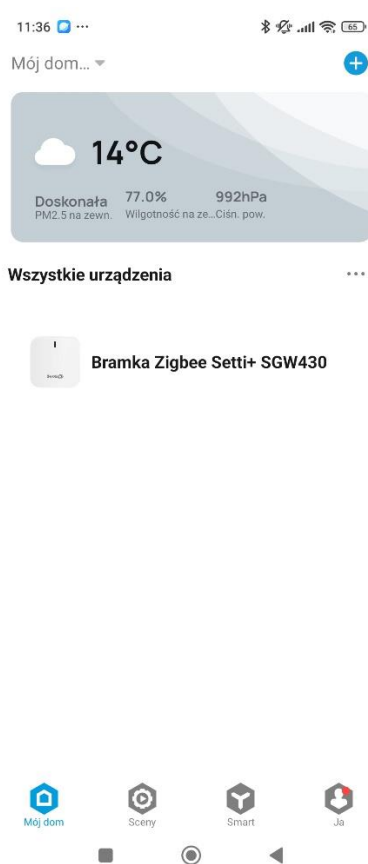 11:36 ... 65
Mój dom...
14°C
Doskonała 77.0% 992hPa
PM2.5 na zewn. Wilgotność na ze...Ciśn. pow.
Wszystkie urządzenia
Bramka Zigbee Setti+ SGW430
Mój dom Sceny Smart Ja